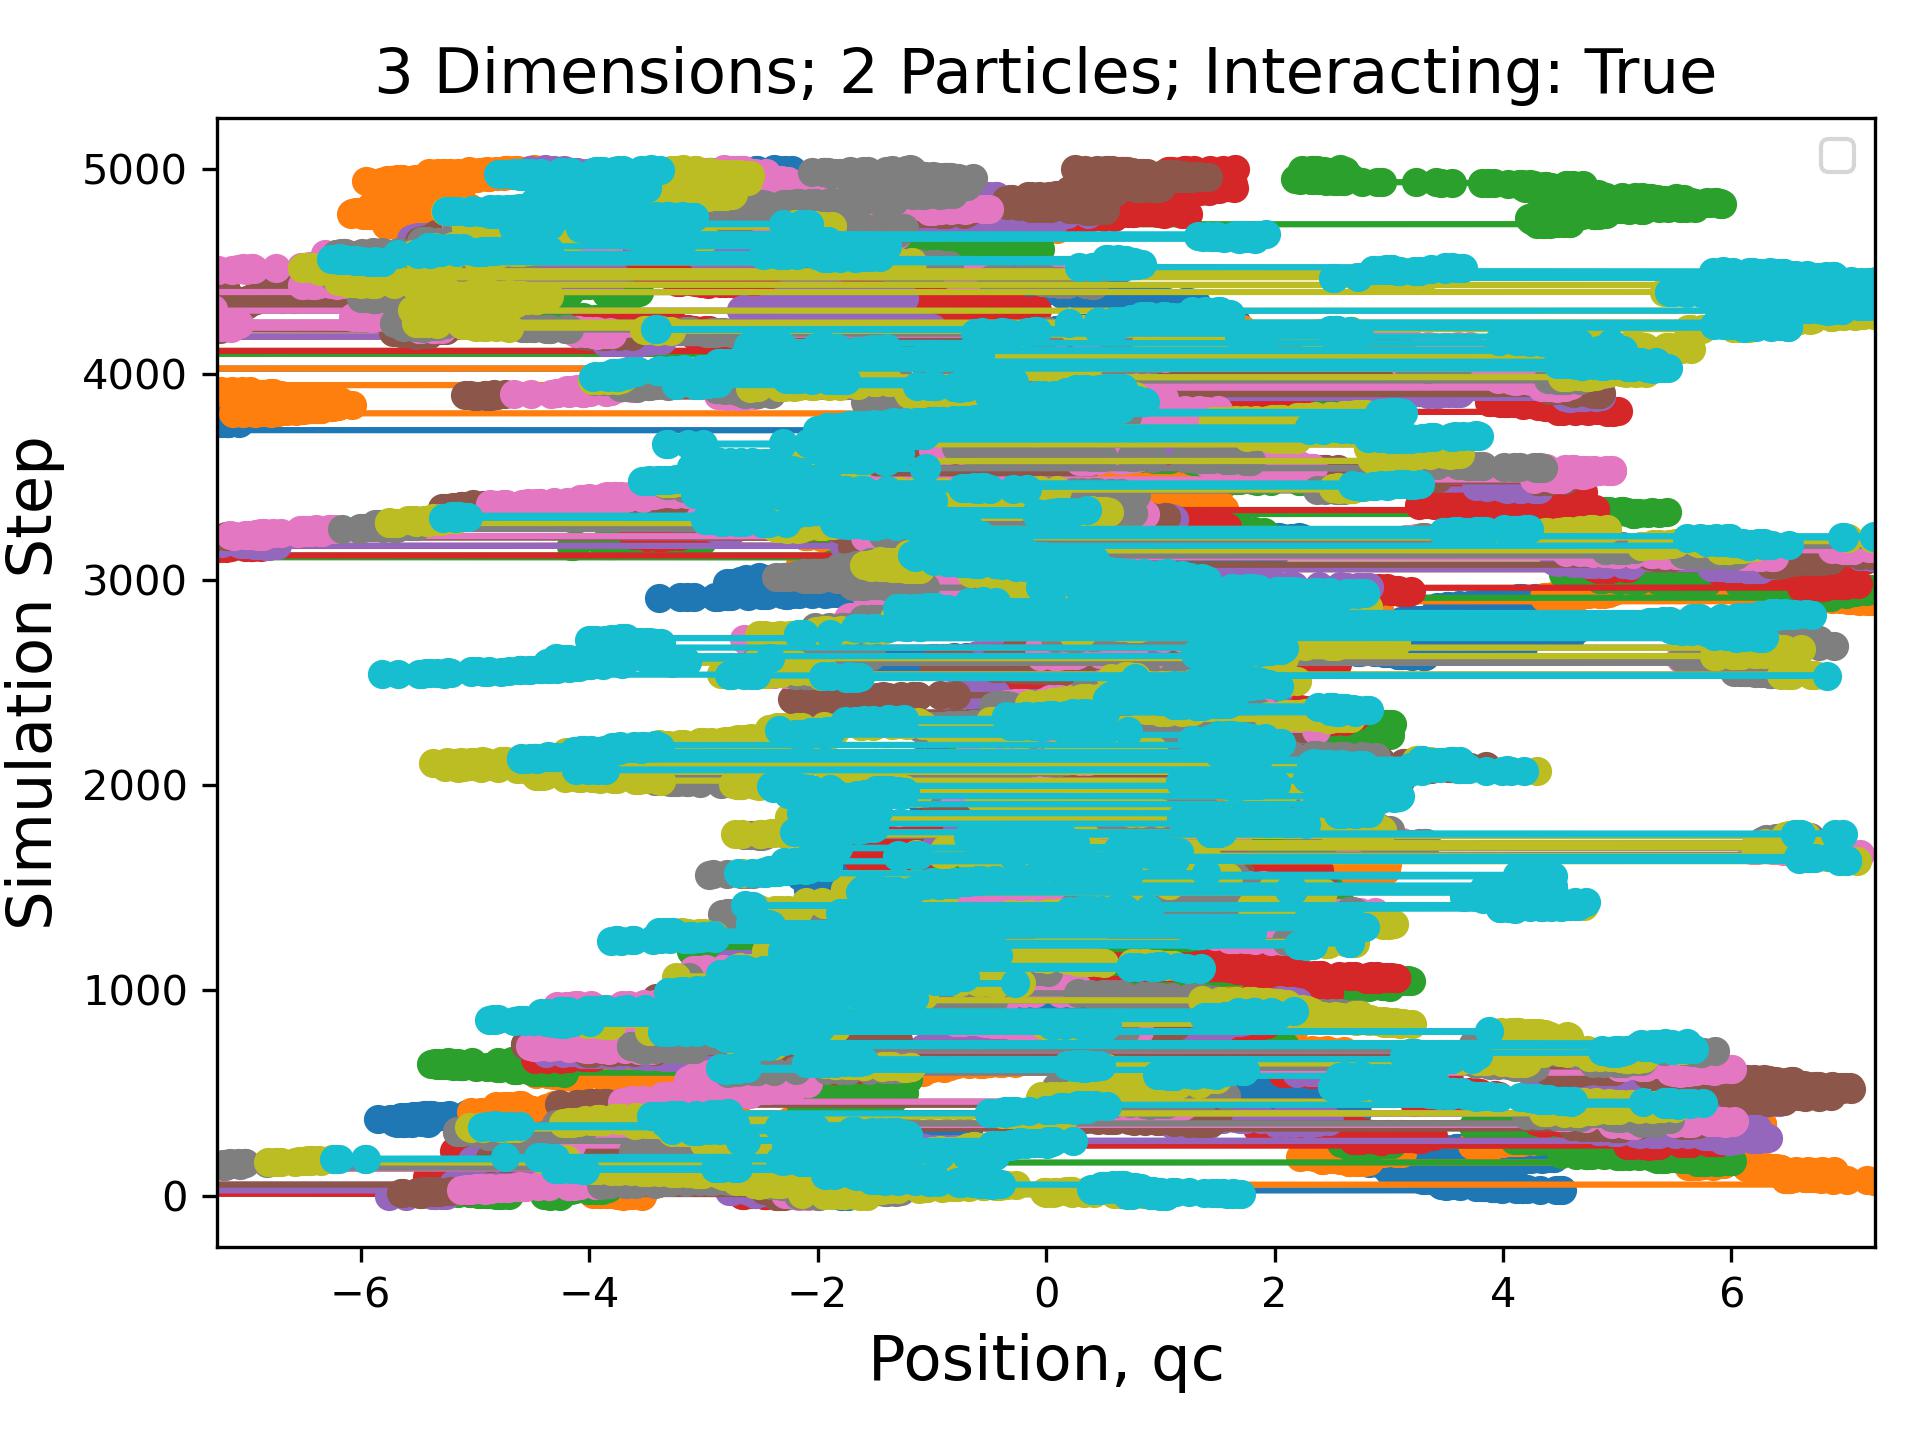 3 Dimensions; 2 Particles; Interacting: True
5000
4000
3000
2000
1000
0
Simulation Step
−6 −4 −2 0 2 4 6
Position, qc